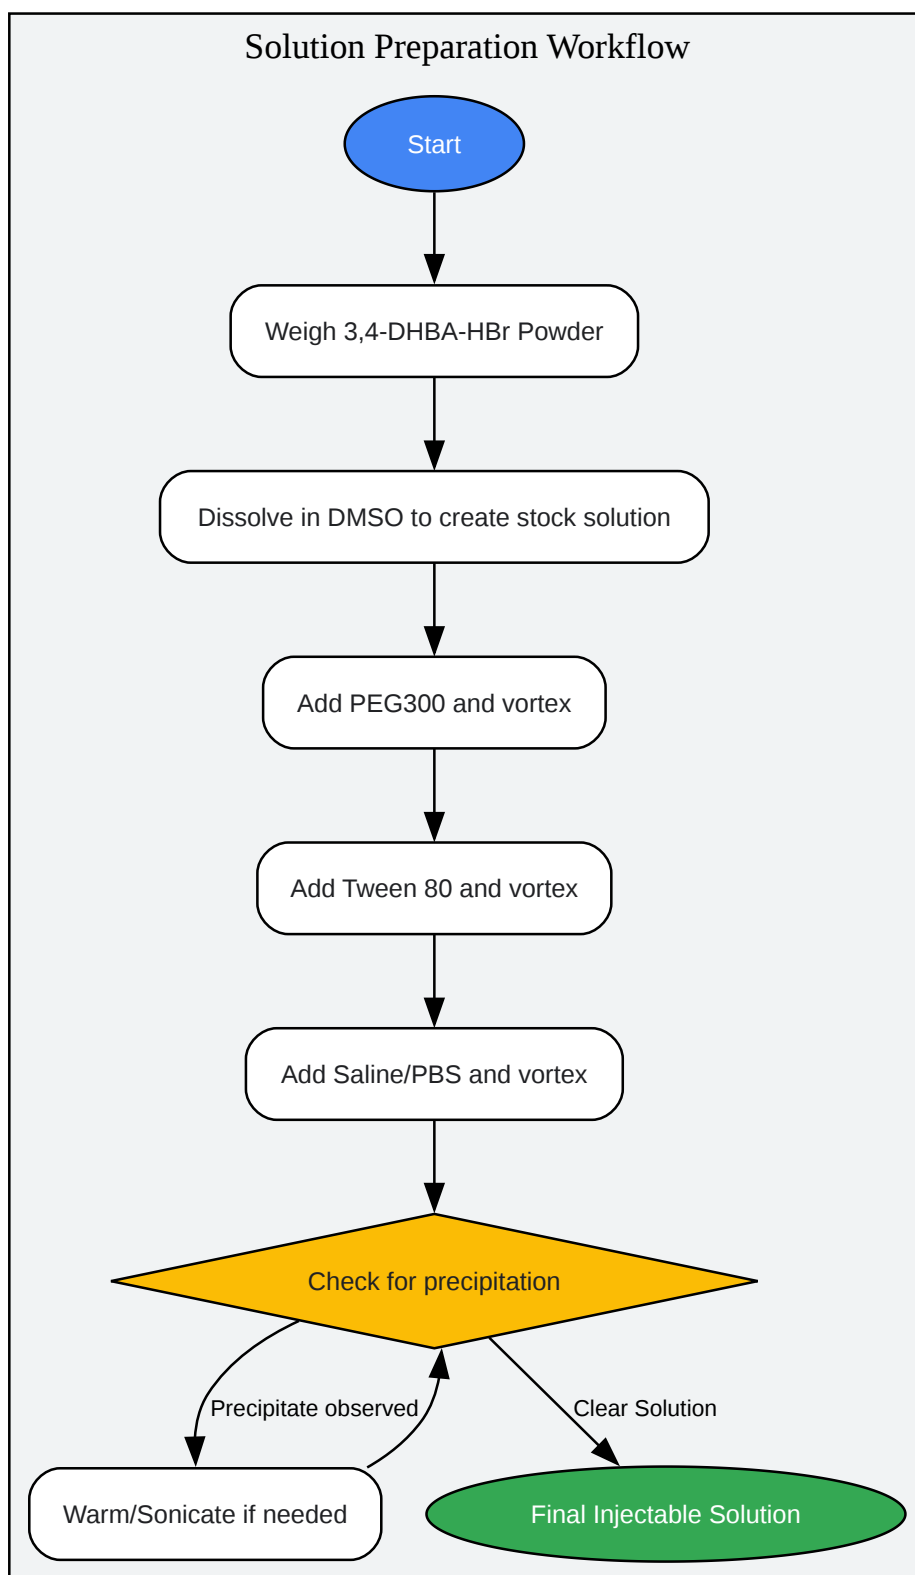 Solution Preparation Workflow
Start
Weigh 3,4-DHBA-HBr Powder
Dissolve in DMSO to create stock solution
Add PEG300 and vortex
Add Tween 80 and vortex
Add Saline/PBS and vortex
Check for precipitation
Precipitate observed
Clear Solution
Warm/Sonicate if needed
Final Injectable Solution